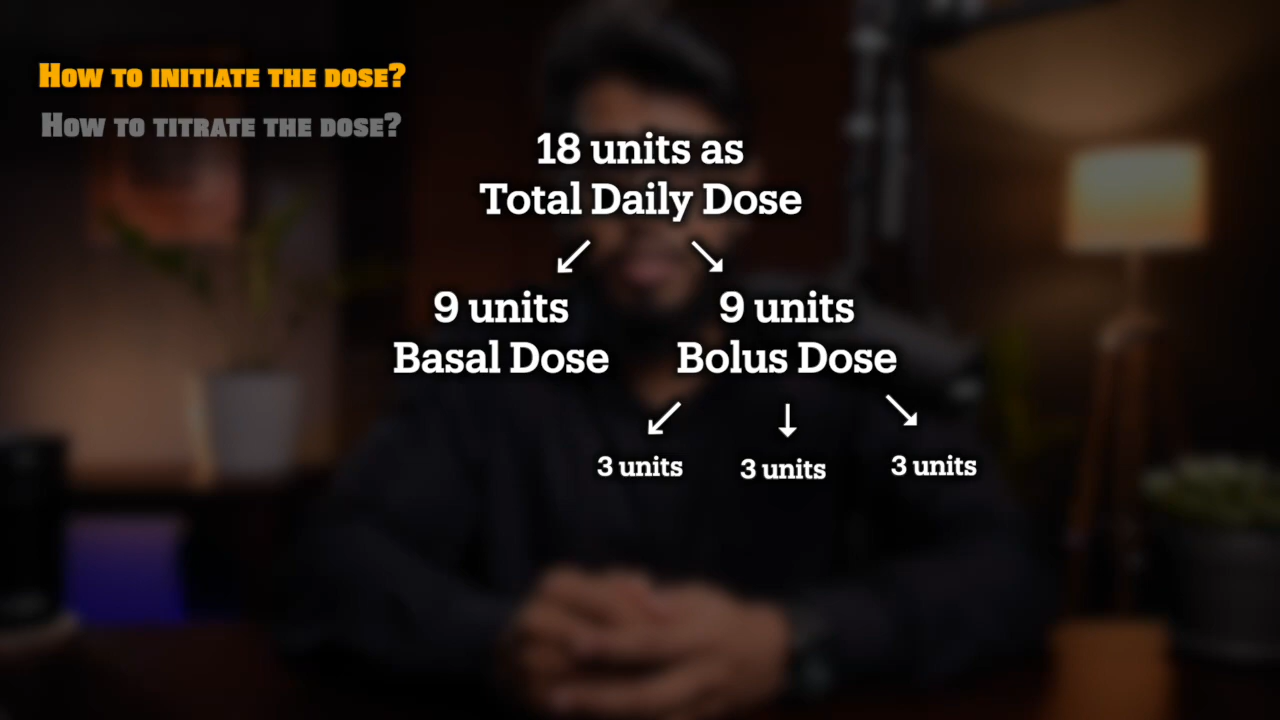 How to initiate the dose?
How to titrate the dose?
18 units as
Total Daily Dose
↙ ↘
9 units 9 units
Basal Dose Bolus Dose
↙ ↓ ↘
3 units 3 units 3 units